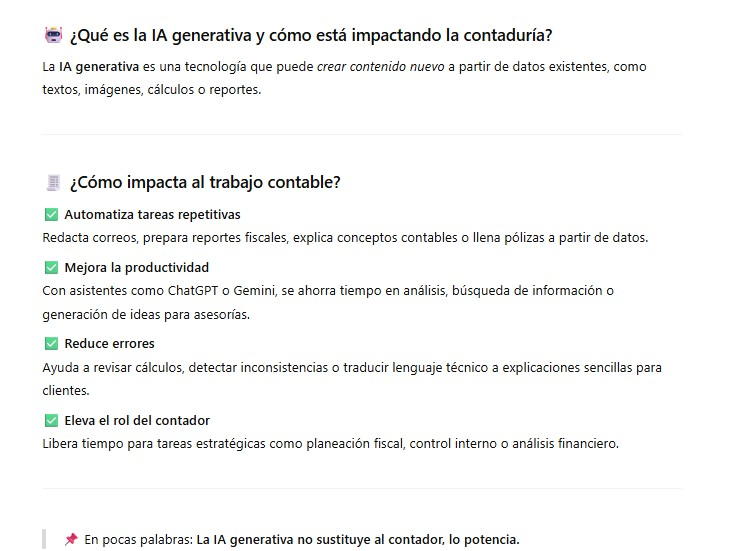 🤖 ¿Qué es la IA generativa y cómo está impactando la contaduría?
La IA generativa es una tecnología que puede crear contenido nuevo a partir de datos existentes, como
textos, imágenes, cálculos o reportes.
🧾 ¿Cómo impacta al trabajo contable?
✅ Automatiza tareas repetitivas
Redacta correos, prepara reportes fiscales, explica conceptos contables o llena pólizas a partir de datos.
✅ Mejora la productividad
Con asistentes como ChatGPT o Gemini, se ahorra tiempo en análisis, búsqueda de información o
generación de ideas para asesorías.
✅ Reduce errores
Ayuda a revisar cálculos, detectar inconsistencias o traducir lenguaje técnico a explicaciones sencillas para
clientes.
✅ Eleva el rol del contador
Libera tiempo para tareas estratégicas como planeación fiscal, control interno o análisis financiero.
📌 En pocas palabras: La IA generativa no sustituye al contador, lo potencia.